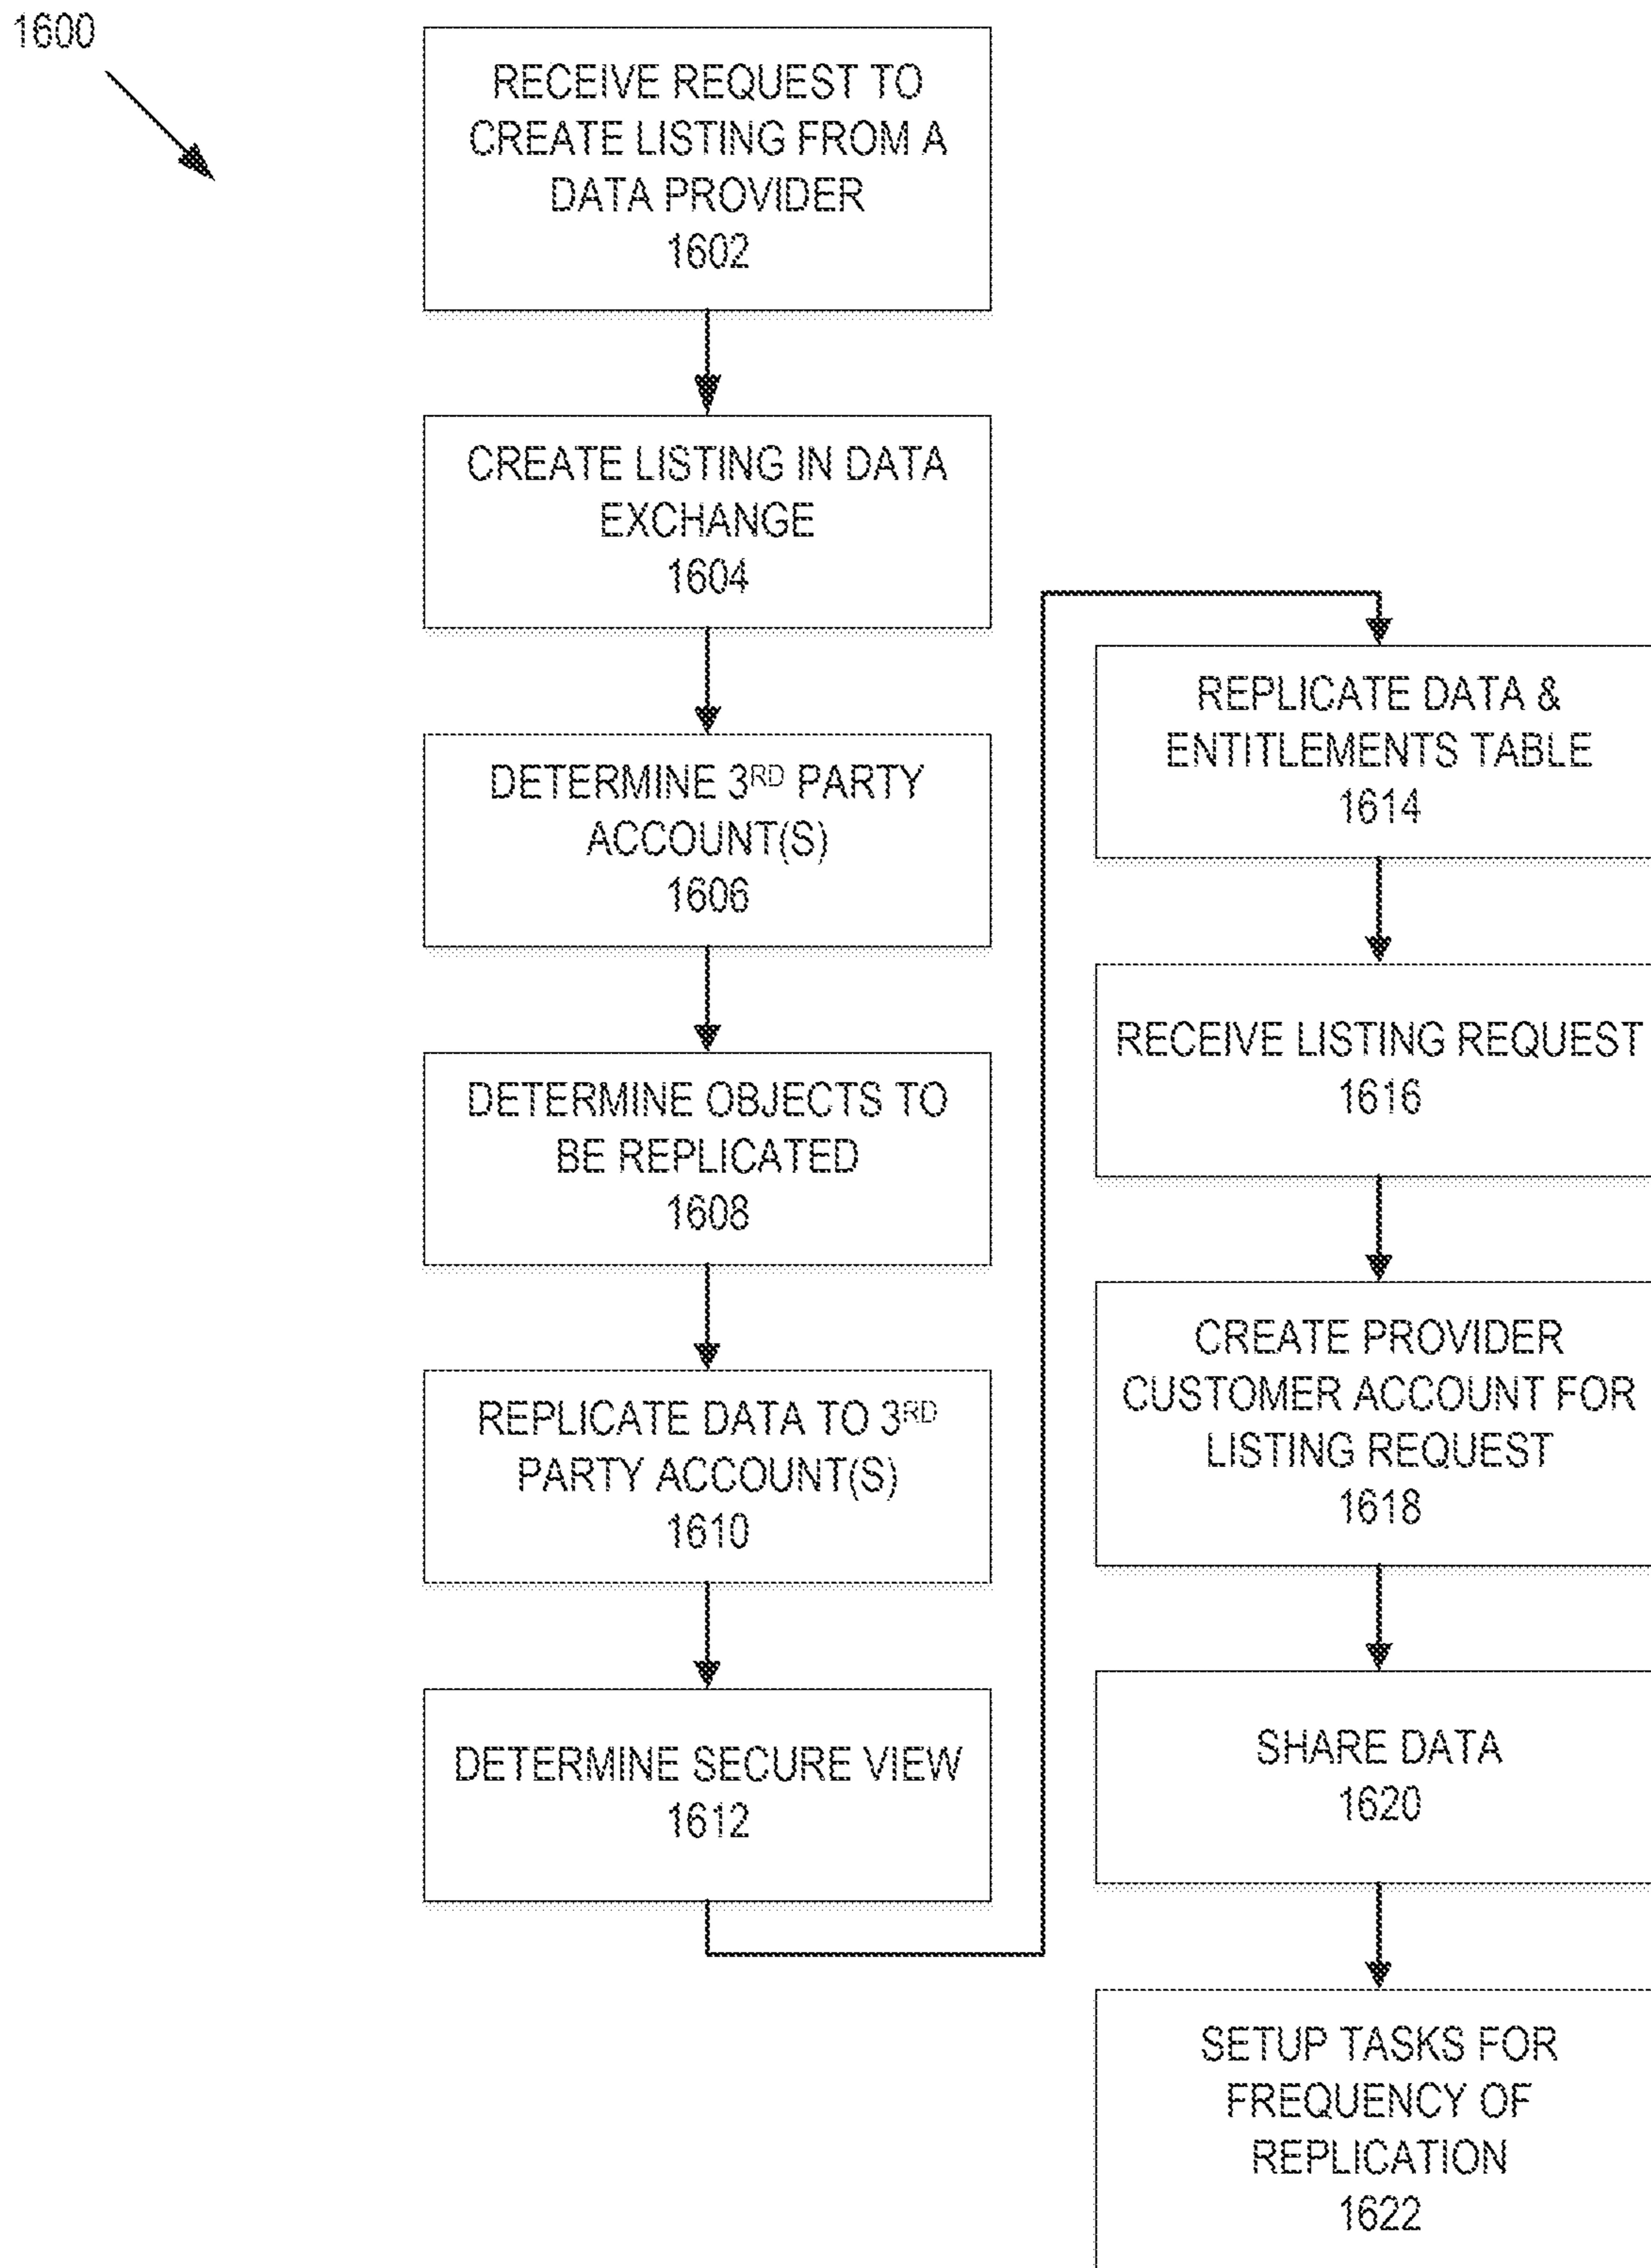 1600
RECEIVE REQUEST TO
CREATE LISTING FROM A
DATA PROVIDER
1602
CREATE LISTING IN DATA
EXCHANGE
1604
DETERMINE 3RD PARTY
ACCOUNT(S)
1606
DETERMINE OBJECTS TO
BE REPLICATED
1608
REPLICATE DATA TO 3RD
PARTY ACCOUNT(S)
1610
DETERMINE SECURE VIEW
1612
REPLICATE DATA &
ENTITLEMENTS TABLE
1614
RECEIVE LISTING REQUEST
1616
CREATE PROVIDER
CUSTOMER ACCOUNT FOR
LISTING REQUEST
1618
SHARE DATA
1620
SETUP TASKS FOR
FREQUENCY OF
REPLICATION
1622